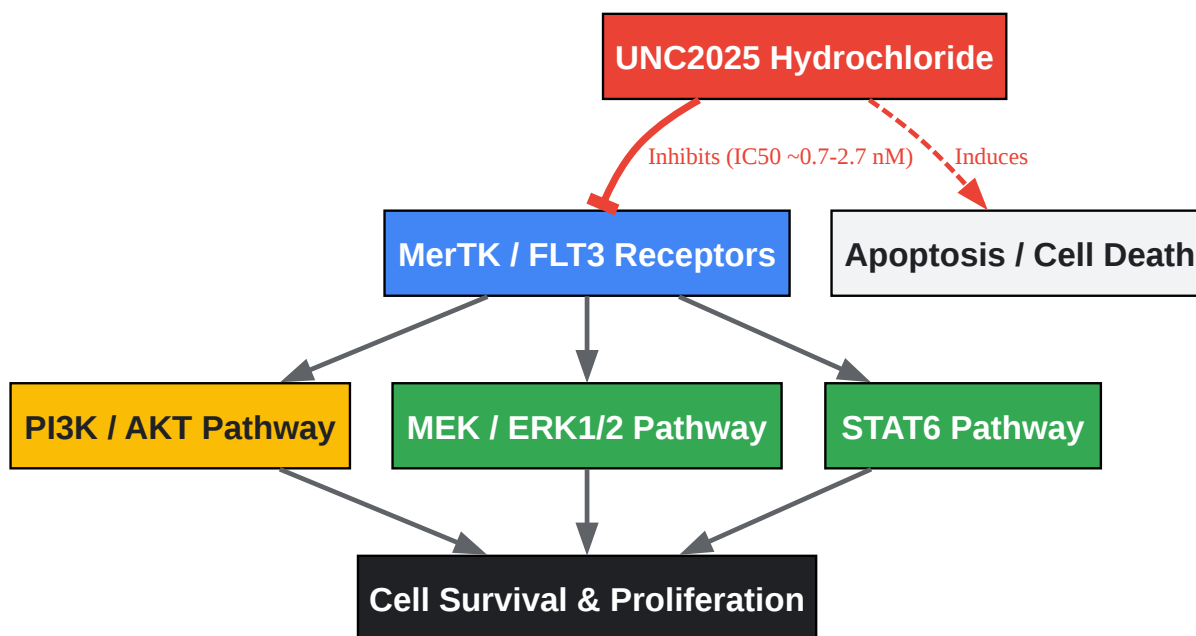 UNC2025 Hydrochloride
Inhibits (IC50 ~0.7-2.7 nM)
Induces
MerTK / FLT3 Receptors
Apoptosis / Cell Death
PI3K / AKT Pathway
MEK / ERK1/2 Pathway
STAT6 Pathway
Cell Survival & Proliferation